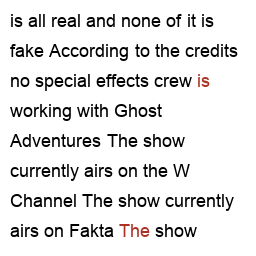 is all real and none of it is
fake According to the credits
no special effects crew is
working with Ghost
Adventures The show
currently airs on the W
Channel The show currently
airs on Fakta The show